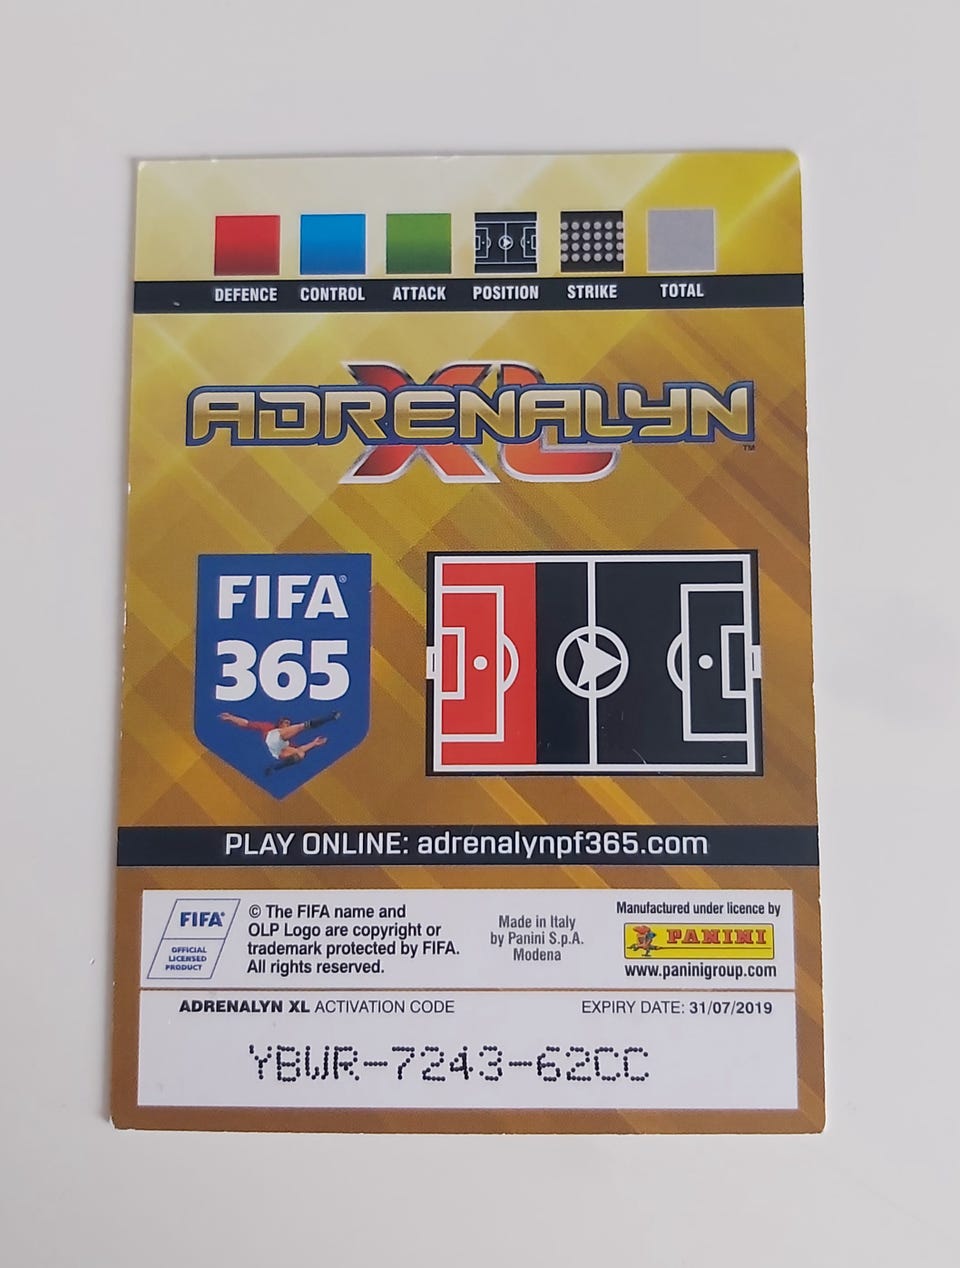 DEFENCE CONTROL ATTACK POSITION STRIKE TOTAL
ADRENALYN XL™
FIFA®
365
PLAY ONLINE: adrenalynpf365.com
FIFA®
OFFICIAL
LICENSED
PRODUCT
© The FIFA name and
OLP Logo are copyright or
trademark protected by FIFA.
All rights reserved.
Made in Italy
by Panini S.p.A.
Modena
Manufactured under licence by
PANINI
www.paninigroup.com
ADRENALYN XL ACTIVATION CODE
EXPIRY DATE: 31/07/2019
YBWR-7243-62CC